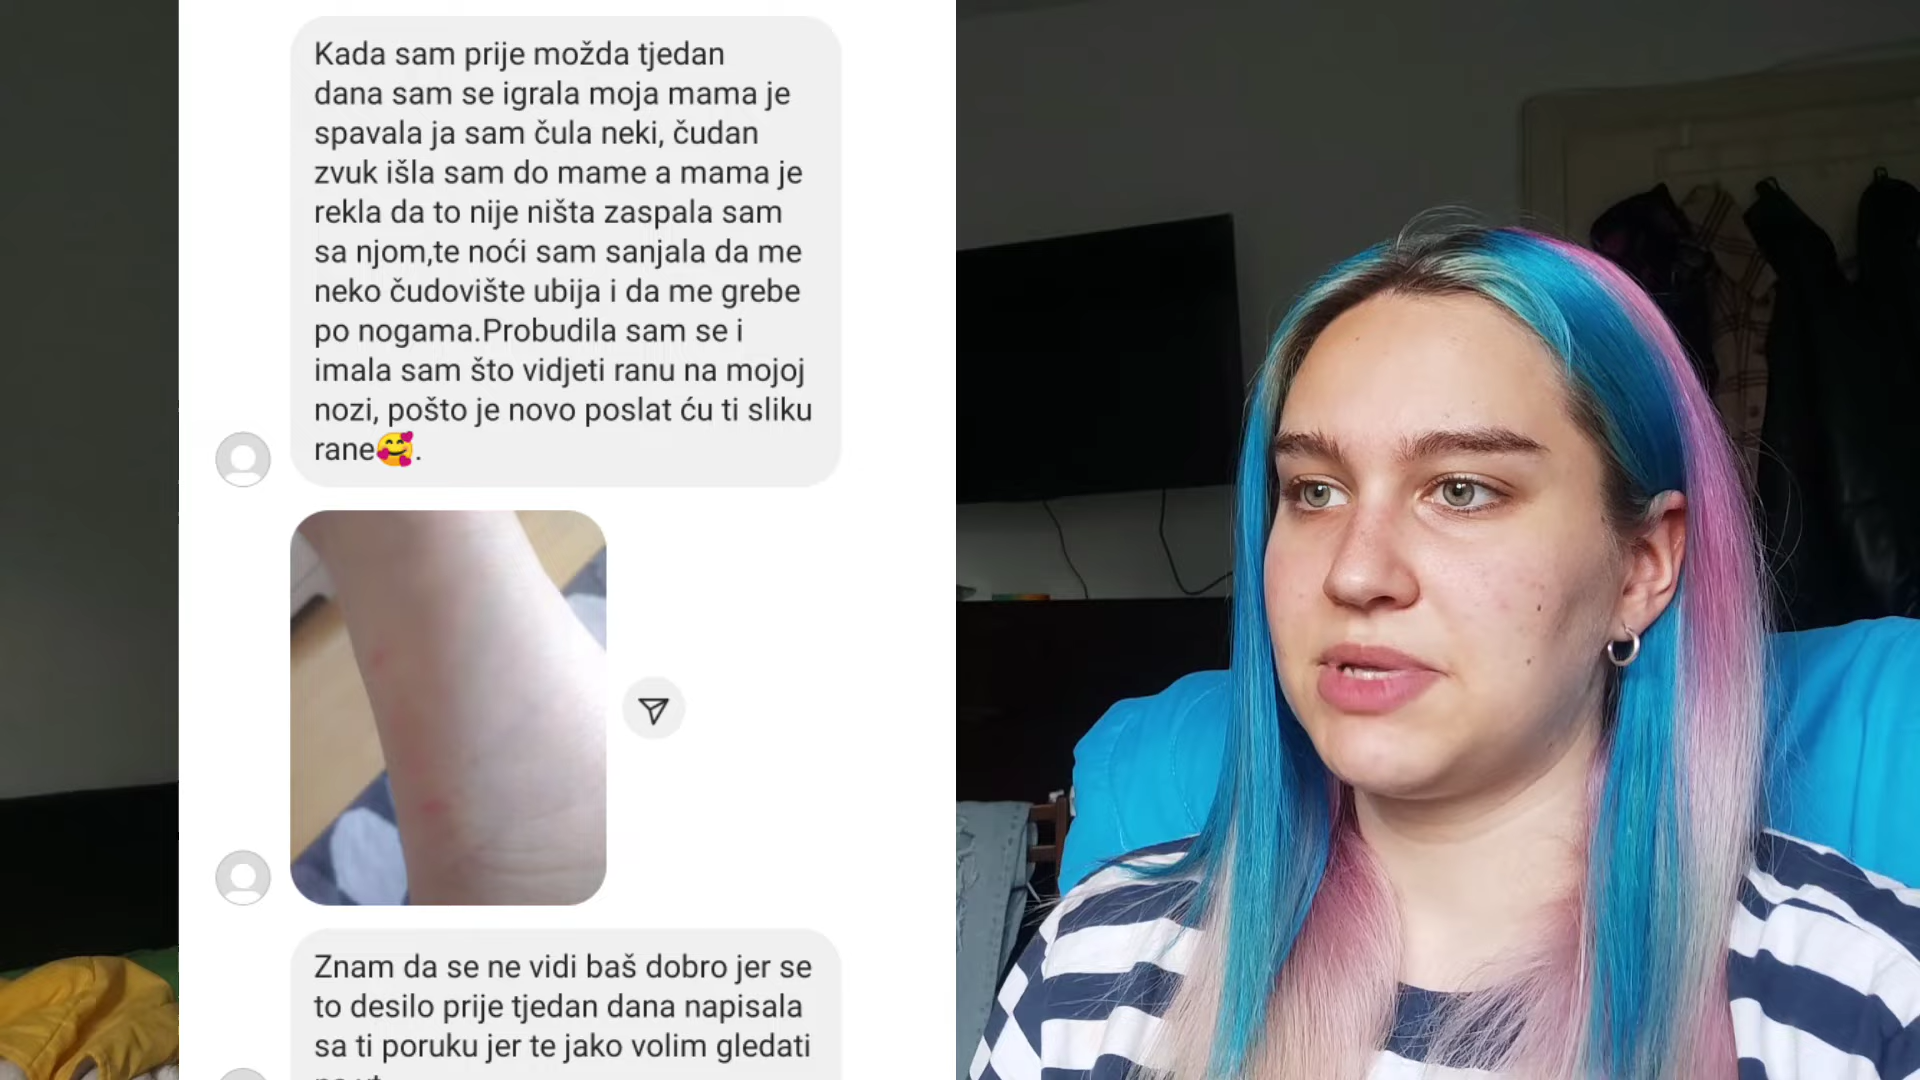 Kada sam prije možda tjedan
dana sam se igrala moja mama je
spavala ja sam čula neki, čudan
zvuk išla sam do mame a mama je
rekla da to nije ništa zaspala sam
sa njom,te noći sam sanjala da me
neko čudovište ubija i da me grebe
po nogama.Probudila sam se i
imala sam što vidjeti ranu na mojoj
nozi, pošto je novo poslat ću ti sliku
rane🥰.
Znam da se ne vidi baš dobro jer se
to desilo prije tjedan dana napisala
sa ti poruku jer te jako volim gledati